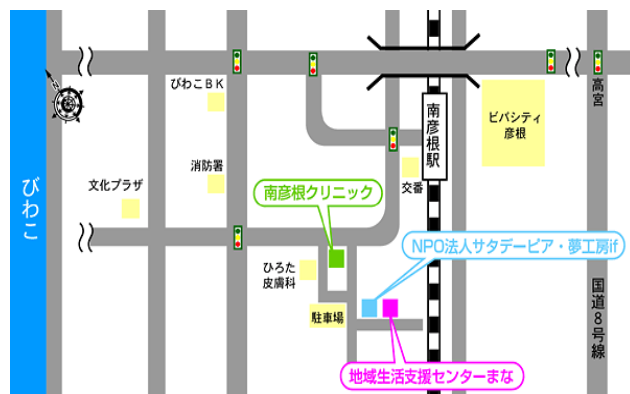 びわこBK
高宮
ビバシティ
彦根
南彦根駅
消防署
文化プラザ
南彦根クリニック
交番
びわこ
NPO法人サタデーピア・夢工房if
ひろた
皮膚科
国道8号線
駐車場
地域生活支援センターまな